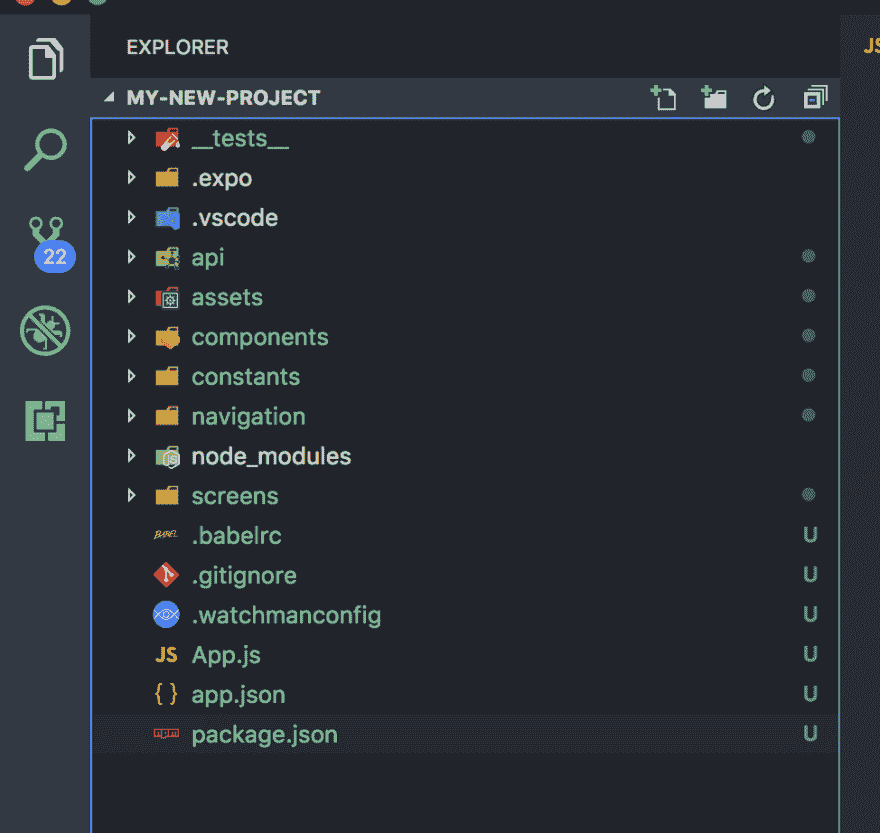 EXPLORER
JS
MY-NEW-PROJECT
__tests__
.expo
.vscode
22
api
assets
components
constants
navigation
JS node_modules
screens
BABEL .babelrc U
.gitignore U
.watchmanconfig U
JS App.js U
{ } app.json U
npm package.json U